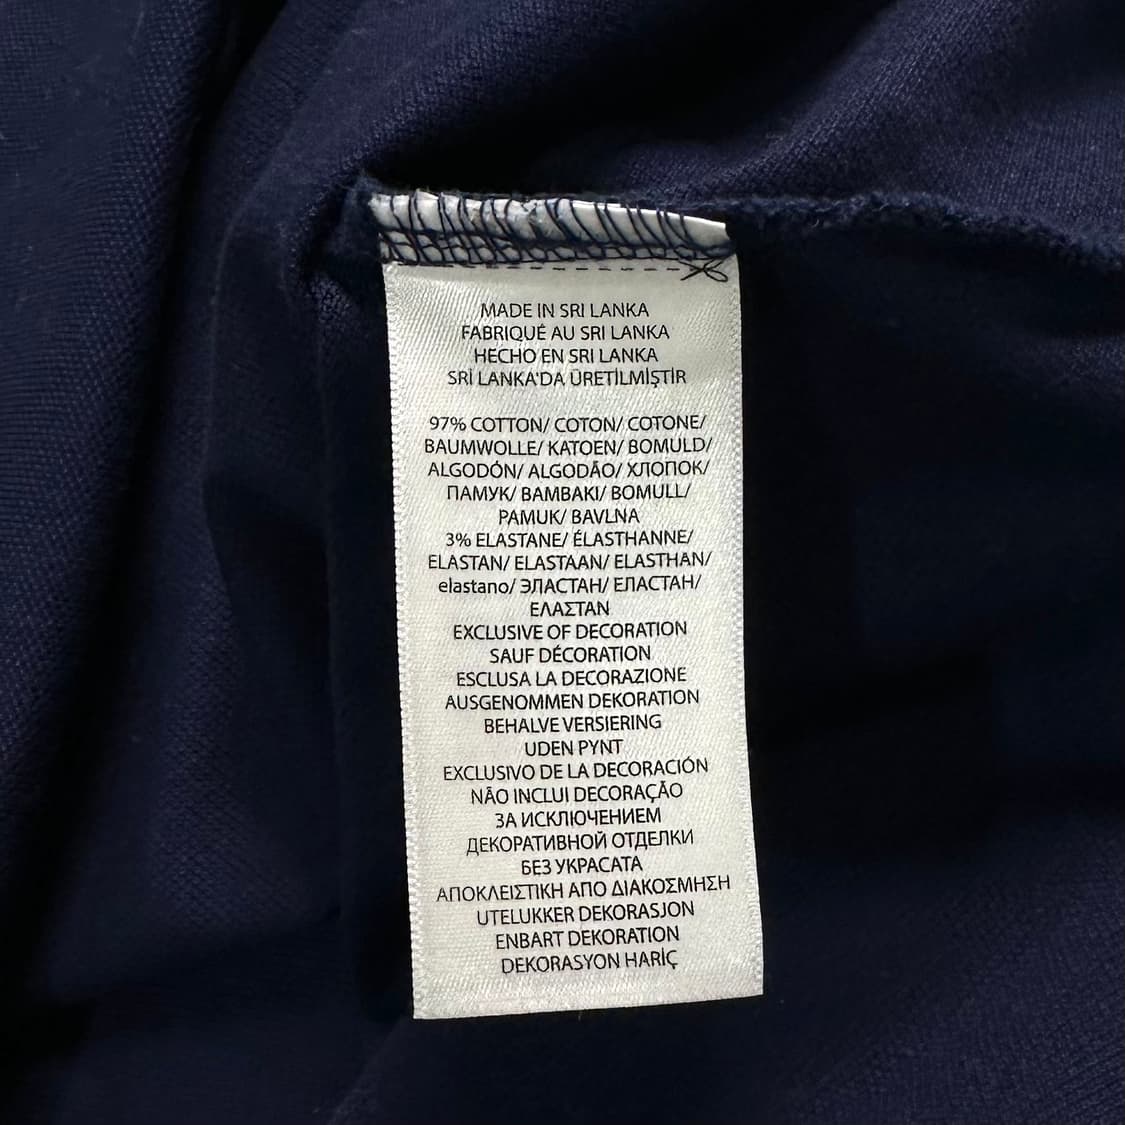 MADE IN SRI LANKA
FABRIQUÉ AU SRI LANKA
HECHO EN SRI LANKA
SRİ LANKA'DA ÜRETİLMİŞTİR
97% COTTON/ COTON/ COTONE/
BAUMWOLLE/ KATOEN/ BOMULD/
ALGODÓN/ ALGODÃO/ ХЛОПОК/
ПАМУК/ BAMBAKI/ BOMULL/
PAMUK/ BAVLNA
3% ELASTANE/ ÉLASTHANNE/
ELASTAN/ ELASTAAN/ ELASTHAN/
elastano/ ЭЛАСТАН/ ЕЛАСТАН/
ΕΛΑΣΤΑΝ
EXCLUSIVE OF DECORATION
SAUF DÉCORATION
ESCLUSA LA DECORAZIONE
AUSGENOMMEN DEKORATION
BEHALVE VERSIERING
UDEN PYNT
EXCLUSIVO DE LA DECORACIÓN
NÃO INCLUI DECORAÇÃO
ЗА ИСКЛЮЧЕНИЕМ
ДЕКОРАТИВНОЙ ОТДЕЛКИ
БЕЗ УКРАСАТА
ΑΠΟΚΛΕΙΣΤΙΚΗ ΑΠΟ ΔΙΑΚΟΣΜΗΣΗ
UTELUKKER DEKORASJON
ENBART DEKORATION
DEKORASYON HARİÇ